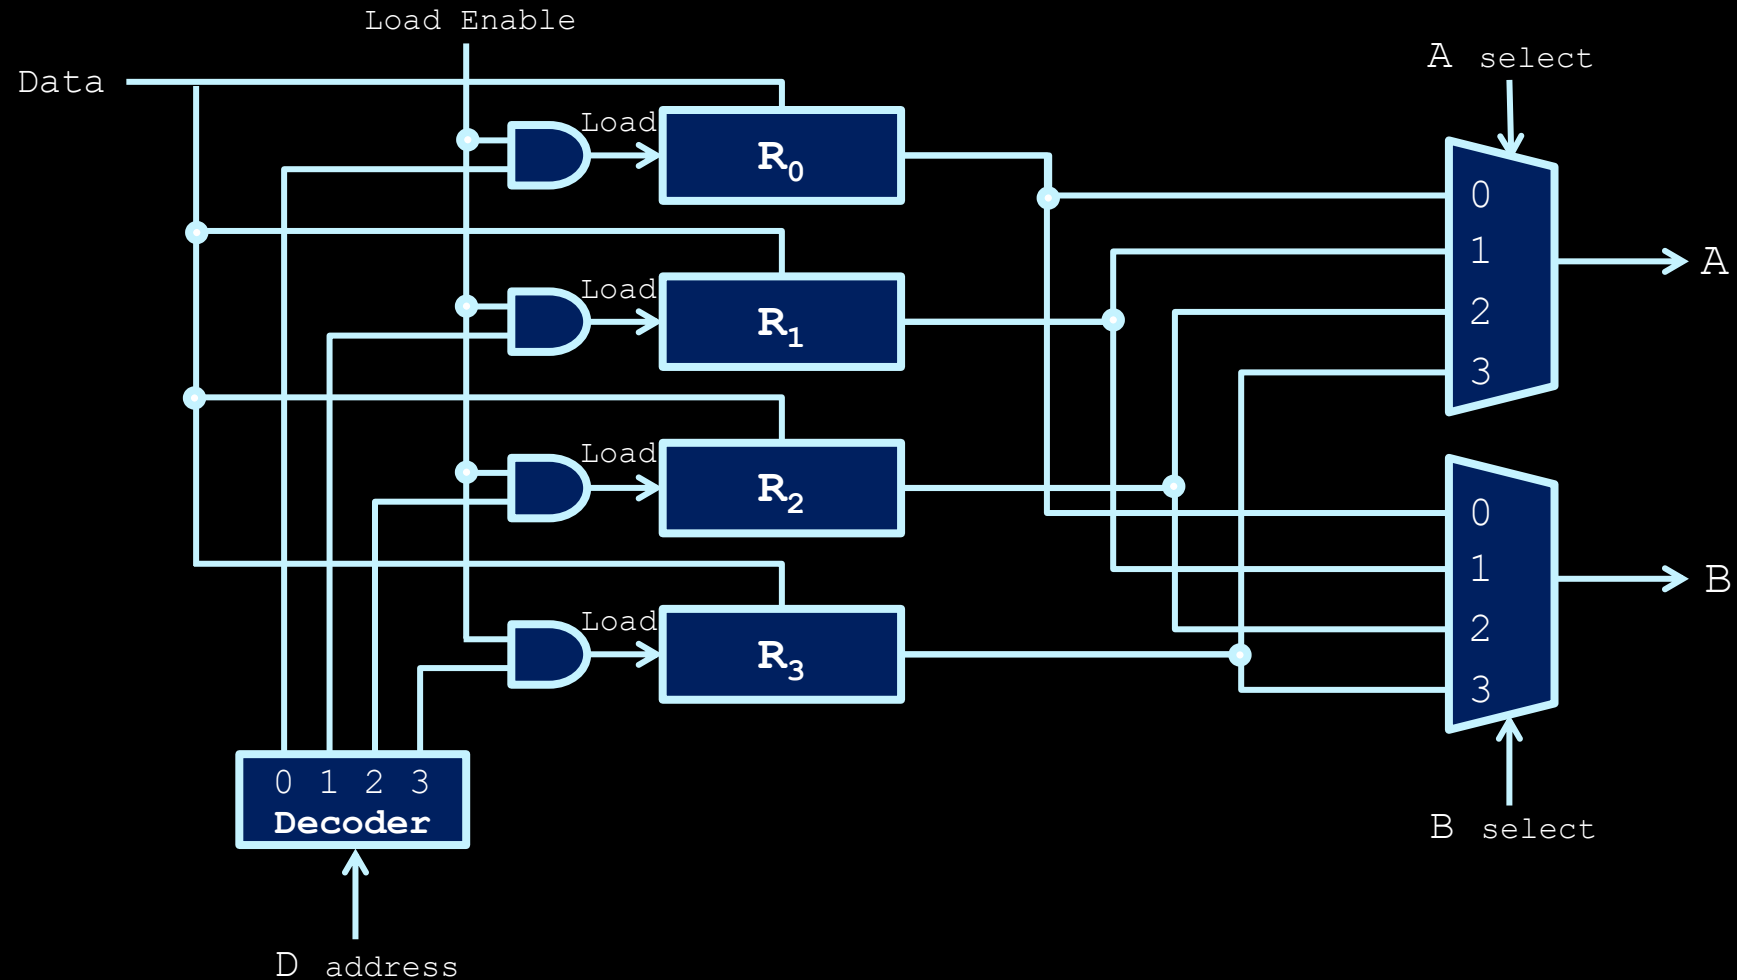 Load Enable
Data
A select
Load
R0
0
1
A
Load
R1
2
3
Load
R2
0
1
B
Load
R3
2
3
0 1 2 3
Decoder
B select
D address